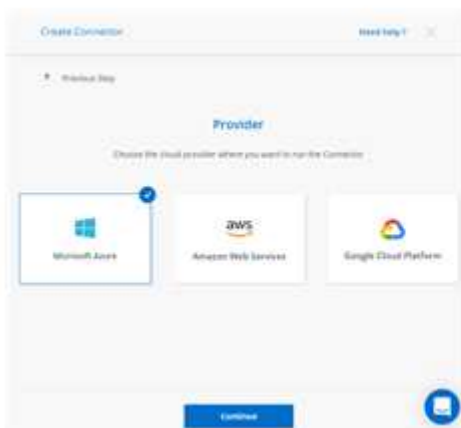 Create Connector
Need help?
Previous Step
Provider
Choose the cloud provider where you want to run the Connector
Microsoft Azure
aws
Amazon Web Services
Google Cloud Platform
Continue